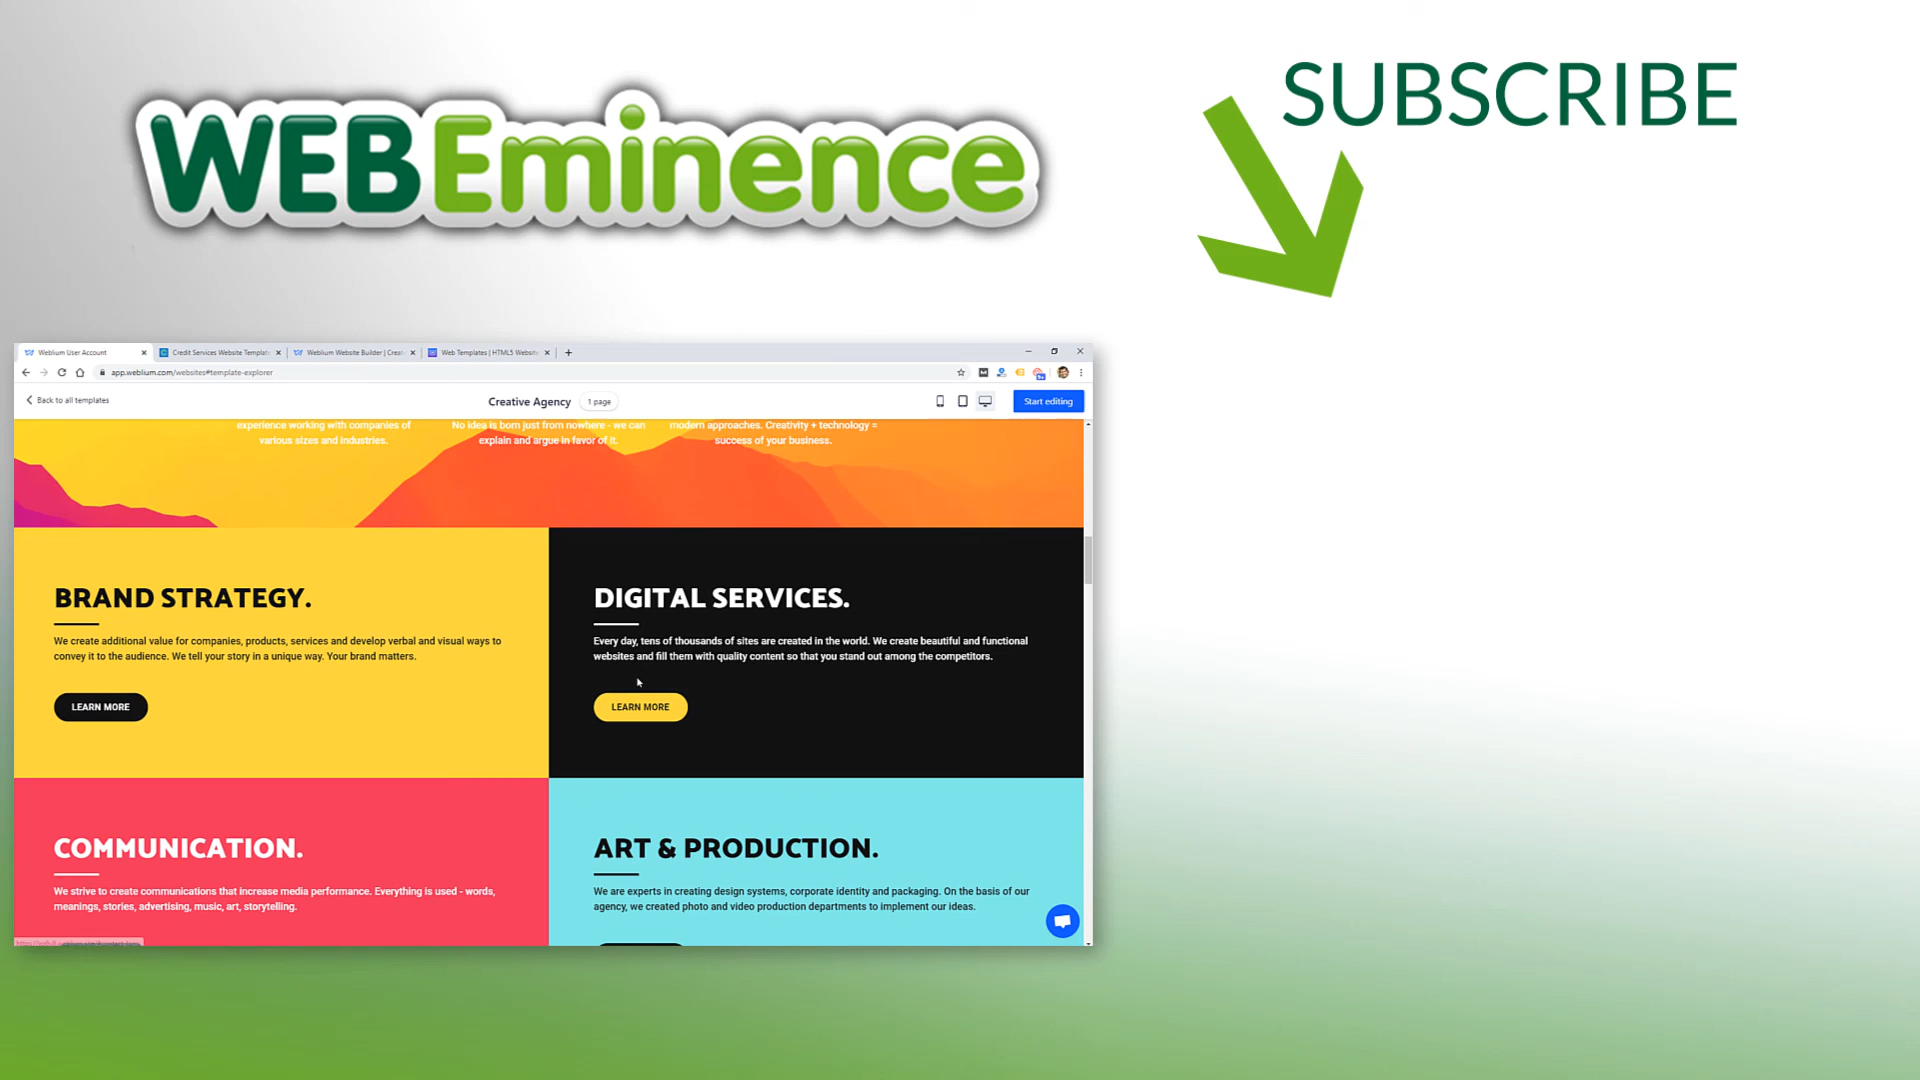 WEBEminence
SUBSCRIBE
Weblium User Account
Credit Services Website Templat
Weblium Website Builder | Creat
Web Templates | HTML5 Website
app.weblium.com/websites#template-explorer
Back to all templates
Creative Agency
1 page
Start editing
experience working with companies of
various sizes and industries.
No idea is born just from nowhere - we can
explain and argue in favor of it.
modern approaches. Creativity + technology =
success of your business.
BRAND STRATEGY.
We create additional value for companies, products, services and develop verbal and visual ways to
convey it to the audience. We tell your story in a unique way. Your brand matters.
LEARN MORE
DIGITAL SERVICES.
Every day, tens of thousands of sites are created in the world. We create beautiful and functional
websites and fill them with quality content so that you stand out among the competitors.
LEARN MORE
COMMUNICATION.
We strive to create communications that increase media performance. Everything is used - words,
meanings, stories, advertising, music, art, storytelling.
ART & PRODUCTION.
We are experts in creating design systems, corporate identity and packaging. On the basis of our
agency, we created photo and video production departments to implement our ideas.